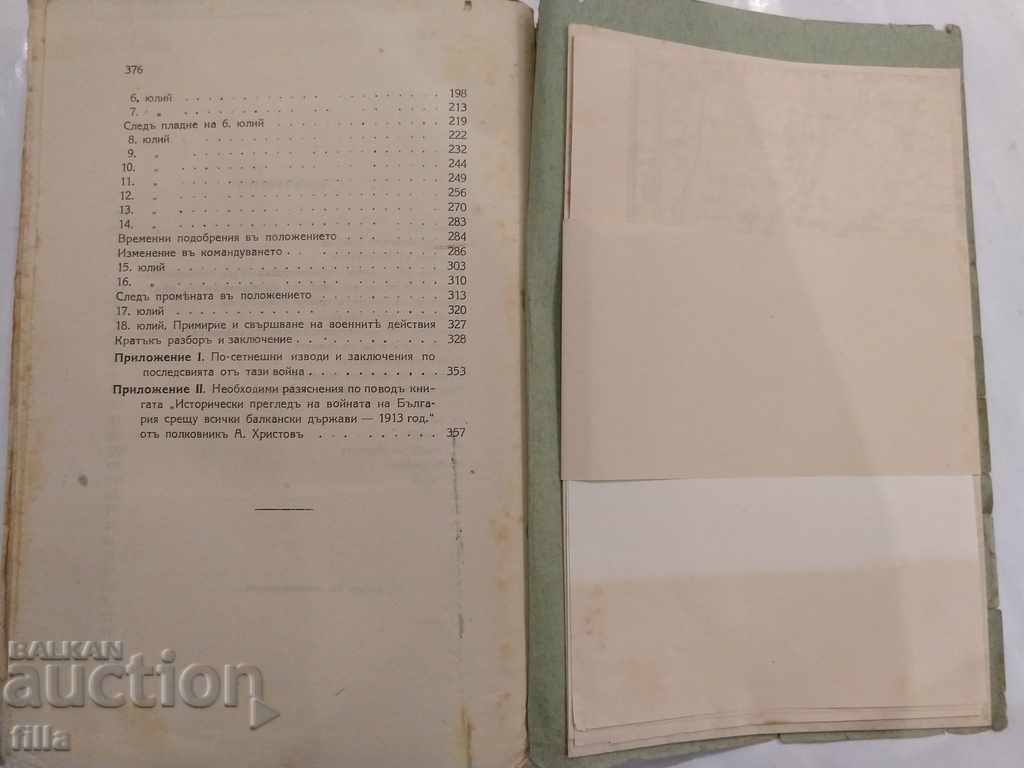 376
6. юлий 198
7. „ 213
Следъ пладне на 6. юлий 219
8. юлий 222
9. „ 232
10. „ 244
11. „ 249
12. „ 256
13. „ 270
14. „ 283
Временни подобрения въ положението 284
Изменение въ командуването 286
15. юлий 303
16. „ 310
Следъ промѣната въ положението 313
17. юлий 320
18. юлий. Примирие и свършване на военнитѣ действия 327
Кратъкъ разборъ и заключение 328
Приложение I. По-сетнешни изводи и заключения по
последсвията отъ тази война 353
Приложение II. Необходими разяснения по поводъ кни-
гата „Исторически прегледъ на войната на Бълга-
рия срещу всички балкански държави — 1913 год.“
отъ полковникъ А. Христовъ 357
BALKAN
auction
filla